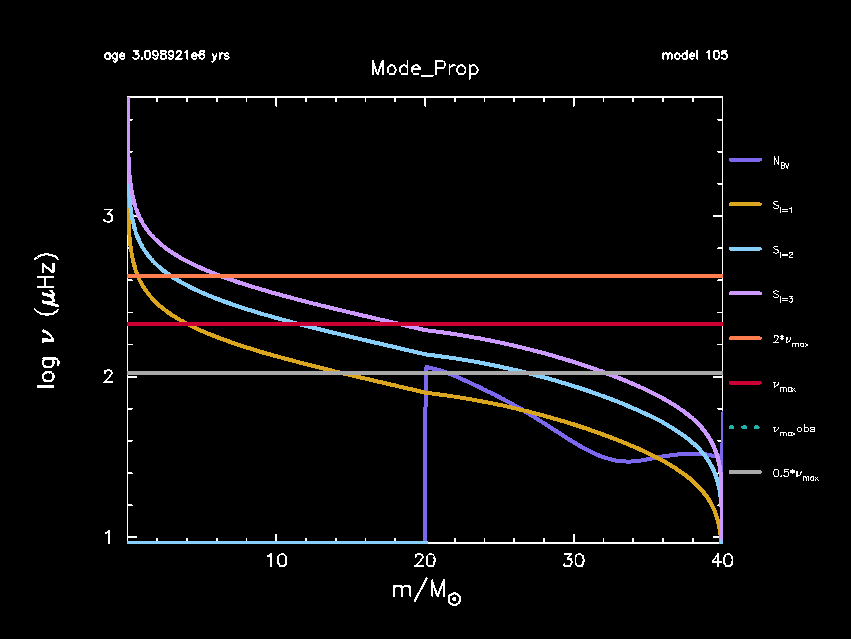 age 3.098921e6 yrs
model 105
Mode_Prop
log ν (μHz)
3
2
1
10
20
30
40
m/M☉
N_BV
S_l=1
S_l=2
S_l=3
2*ν_max
ν_max
ν_max obs
0.5*ν_max